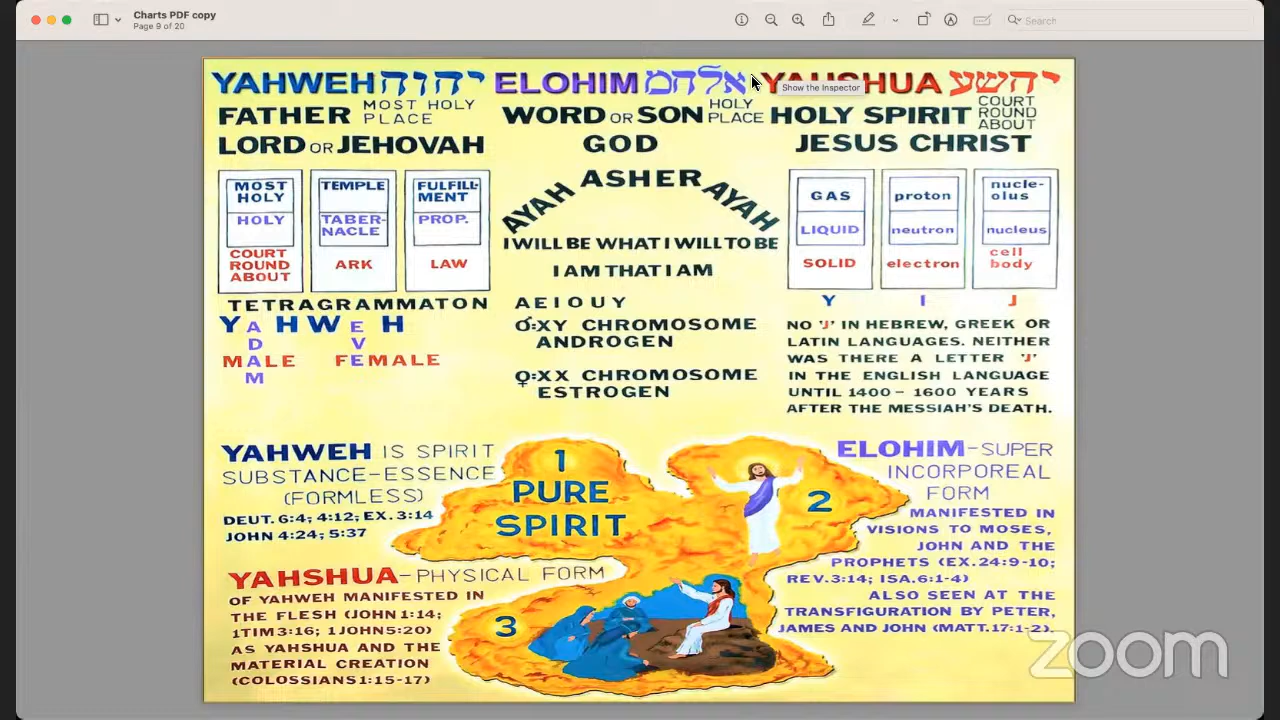 Charts PDF copy
Page 9 of 20
Search
Show the Inspector
YAHWEH יהוה ELOHIM אלהמ YAHSHUA יהשע
FATHER MOST HOLY PLACE WORD OR SON HOLY PLACE HOLY SPIRIT COURT ROUND ABOUT
LORD OR JEHOVAH GOD JESUS CHRIST
MOST HOLY
HOLY
COURT ROUND ABOUT
TEMPLE
TABER-
NACLE
ARK
FULFILL-
MENT
PROP.
LAW
AYAH ASHER AYAH
I WILL BE WHAT I WILL TO BE
I AM THAT I AM
GAS
LIQUID
SOLID
proton
neutron
electron
nucle-
olus
nucleus
cell
body
TETRAGRAMMATON
YAHWEH
ADAM
EVE
MALE FEMALE
A E I O U Y
♂:XY CHROMOSOME
ANDROGEN
♀:XX CHROMOSOME
ESTROGEN
Y I J
NO 'J' IN HEBREW, GREEK OR
LATIN LANGUAGES. NEITHER
WAS THERE A LETTER 'J'
IN THE ENGLISH LANGUAGE
UNTIL 1400 – 1600 YEARS
AFTER THE MESSIAH'S DEATH.
YAHWEH IS SPIRIT
SUBSTANCE-ESSENCE
(FORMLESS)
DEUT. 6:4; 4:12; EX. 3:14
JOHN 4:24; 5:37
1
PURE
SPIRIT
2
ELOHIM-SUPER
INCORPOREAL
FORM
MANIFESTED IN
VISIONS TO MOSES,
JOHN AND THE
PROPHETS (EX.24:9-10;
REV.3:14; ISA.6:1-4)
ALSO SEEN AT THE
TRANSFIGURATION BY PETER,
JAMES AND JOHN (MATT.17:1-2).
YAHSHUA-PHYSICAL FORM
OF YAHWEH MANIFESTED IN
THE FLESH (JOHN 1:14;
1TIM3:16; 1JOHN5:20)
AS YAHSHUA AND THE
MATERIAL CREATION
(COLOSSIANS1:15-17)
3
zoom